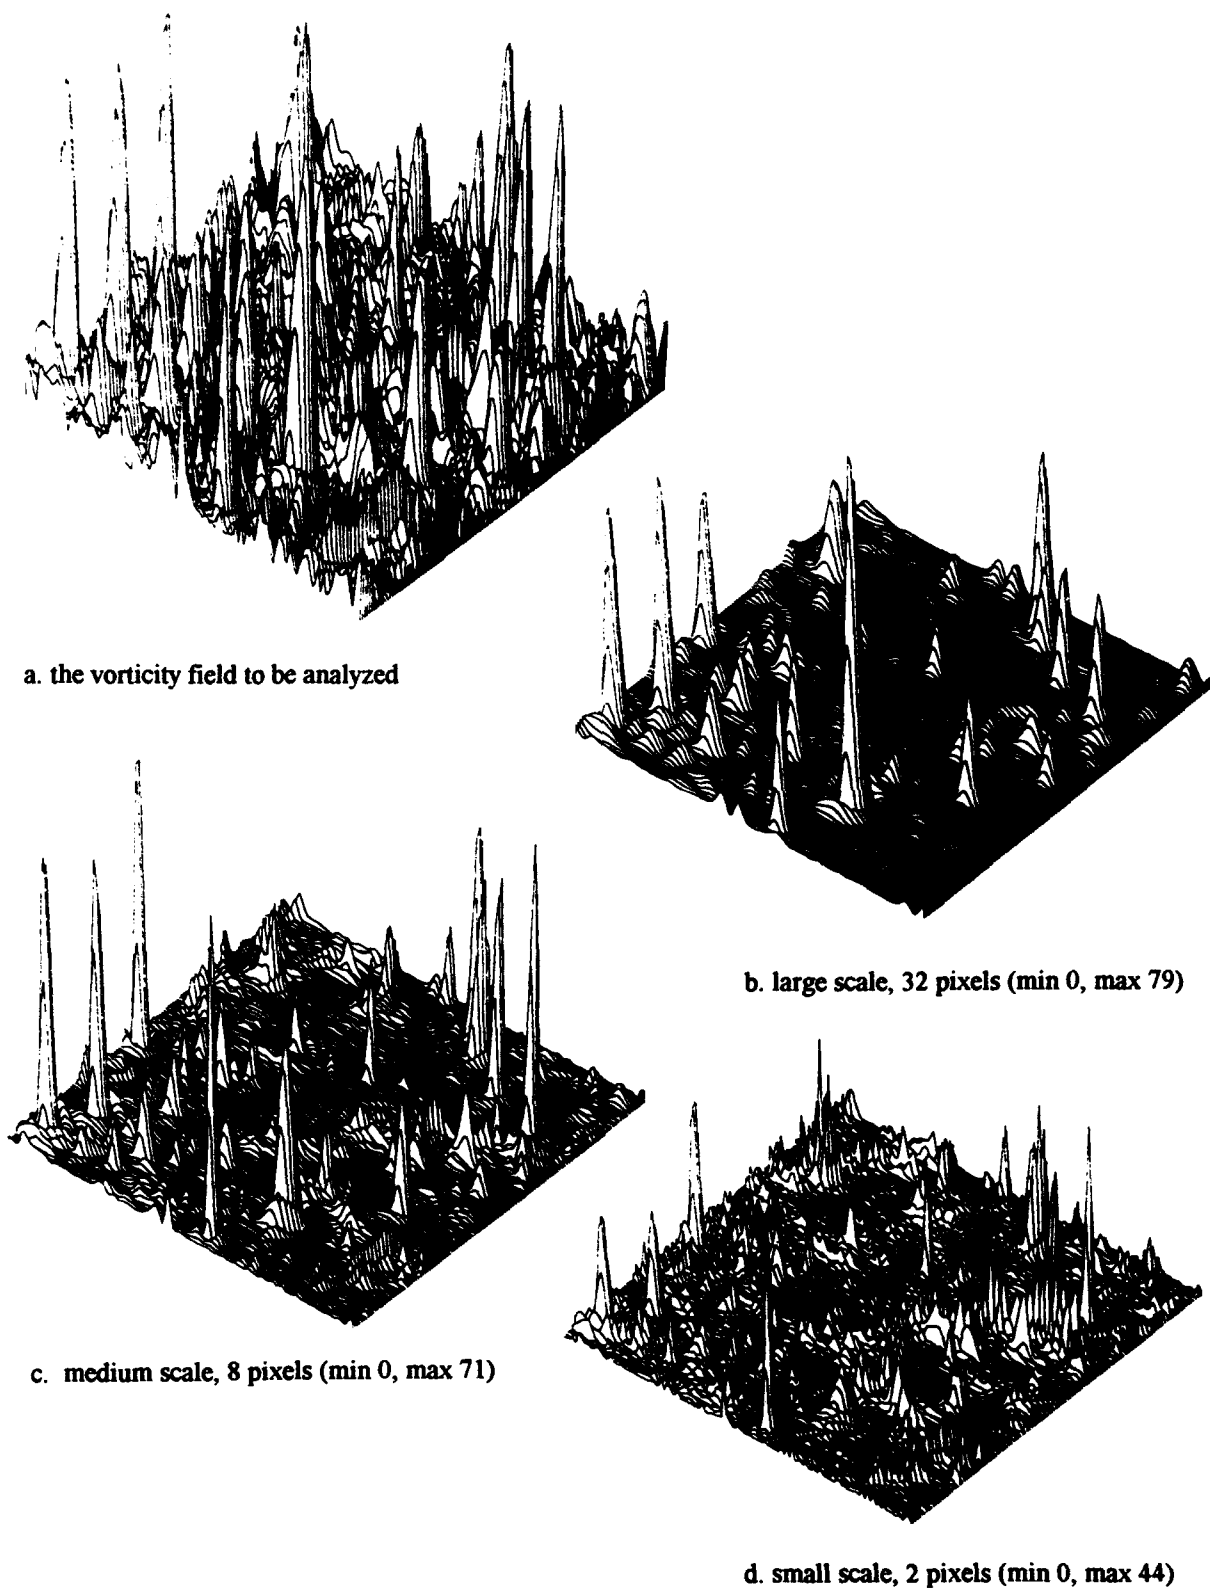 a. the vorticity field to be analyzed
b. large scale, 32 pixels (min 0, max 79)
c. medium scale, 8 pixels (min 0, max 71)
d. small scale, 2 pixels (min 0, max 44)